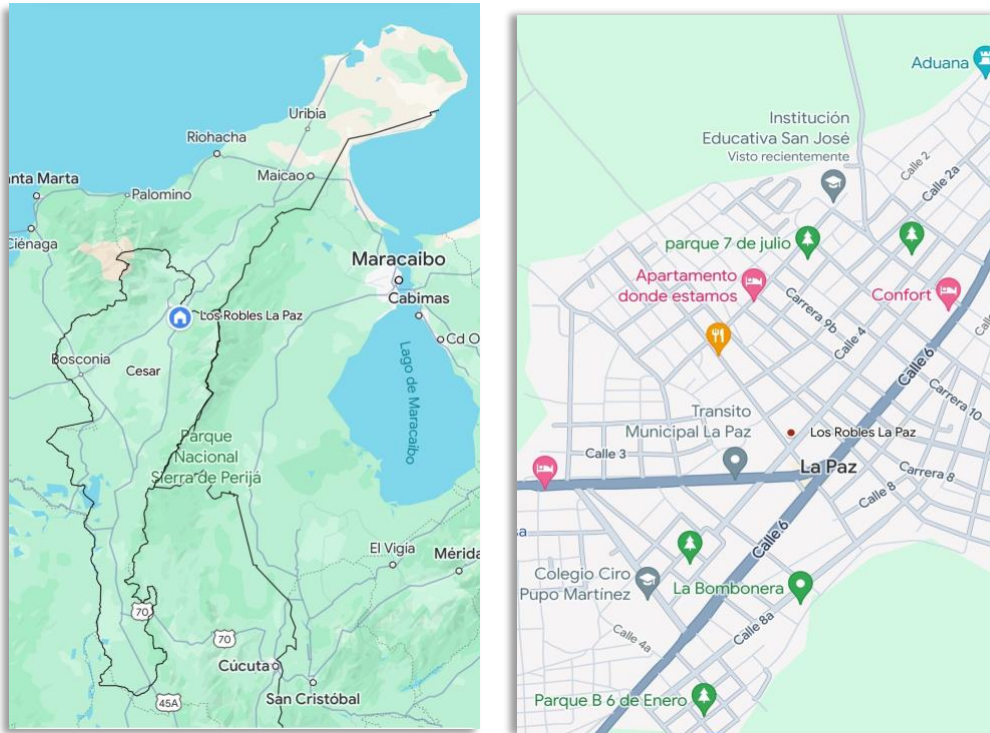 Uribia
Riohacha
Maicao
anta Marta
Palomino
Ciénaga
Maracaibo
Cabimas
Los Robles La Paz
Cd O
Bosconia
Cesar
Lago de Maracaibo
Parque
Nacional
Sierra de Perijá
El Vigia
Mérida
70
70
Cúcuta
San Cristóbal
45A
Aduana
Institución
Educativa San José
Visto recientemente
Calle 2
Calle 2a
parque 7 de julio
Apartamento
donde estamos
Confort
Carrera 9b
Calle 4
Calle 6
Carrera 10
Transito
Municipal La Paz
Los Robles La Paz
Calle 3
La Paz
Carrera 8
Calle 8
Calle 6
Colegio Ciro
Pupo Martínez
La Bombonera
Calle 8a
Calle 4a
Parque B 6 de Enero